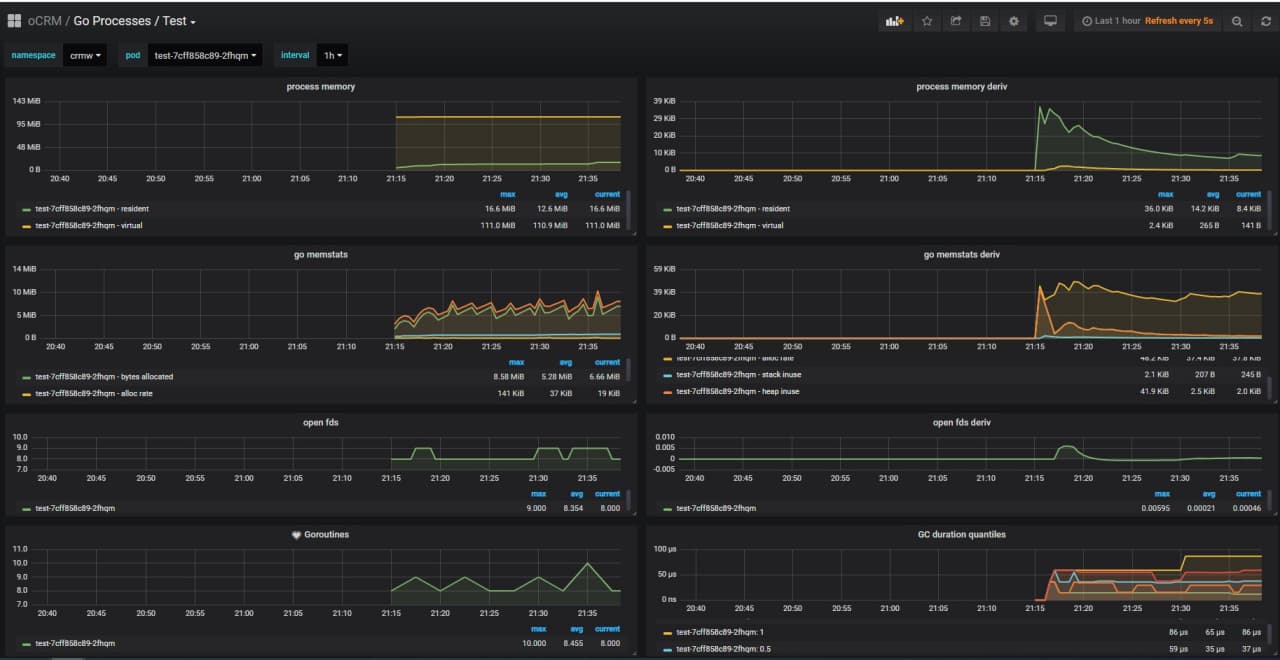 oCRM / Go Processes / Test
Last 1 hour Refresh every 5s
namespace crmw pod test-7cff858c89-2fhqm interval 1h
process memory
143 MiB
95 MiB
48 MiB
0 B
20:40 20:45 20:50 20:55 21:00 21:05 21:10 21:15 21:20 21:25 21:30 21:35
max avg current
test-7cff858c89-2fhqm - resident 16.6 MiB 12.6 MiB 16.6 MiB
test-7cff858c89-2fhqm - virtual 111.0 MiB 110.9 MiB 111.0 MiB
process memory deriv
39 KiB
29 KiB
20 KiB
10 KiB
0 B
20:40 20:45 20:50 20:55 21:00 21:05 21:10 21:15 21:20 21:25 21:30 21:35
max avg current
test-7cff858c89-2fhqm - resident 36.0 KiB 14.2 KiB 8.4 KiB
test-7cff858c89-2fhqm - virtual 2.4 KiB 265 B 141 B
go memstats
14 MiB
10 MiB
5 MiB
0 B
20:40 20:45 20:50 20:55 21:00 21:05 21:10 21:15 21:20 21:25 21:30 21:35
max avg current
test-7cff858c89-2fhqm - bytes allocated 8.58 MiB 5.28 MiB 6.66 MiB
test-7cff858c89-2fhqm - alloc rate 141 KiB 37 KiB 19 KiB
go memstats deriv
59 KiB
39 KiB
20 KiB
0 B
20:40 20:45 20:50 20:55 21:00 21:05 21:10 21:15 21:20 21:25 21:30 21:35
test-7cff858c89-2fhqm - alloc rate 48.2 KiB 37.4 KiB 37.8 KiB
test-7cff858c89-2fhqm - stack inuse 2.1 KiB 207 B 245 B
test-7cff858c89-2fhqm - heap inuse 41.9 KiB 2.5 KiB 2.0 KiB
open fds
10.0
9.0
8.0
7.0
20:40 20:45 20:50 20:55 21:00 21:05 21:10 21:15 21:20 21:25 21:30 21:35
max avg current
test-7cff858c89-2fhqm 9.000 8.354 8.000
open fds deriv
0.010
0.005
0
-0.005
20:40 20:45 20:50 20:55 21:00 21:05 21:10 21:15 21:20 21:25 21:30 21:35
max avg current
test-7cff858c89-2fhqm 0.00595 0.00021 0.00046
Goroutines
11.0
10.0
9.0
8.0
7.0
20:40 20:45 20:50 20:55 21:00 21:05 21:10 21:15 21:20 21:25 21:30 21:35
max avg current
test-7cff858c89-2fhqm 10.000 8.455 8.000
GC duration quantiles
100 µs
50 µs
0 ns
20:40 20:45 20:50 20:55 21:00 21:05 21:10 21:15 21:20 21:25 21:30 21:35
test-7cff858c89-2fhqm: 1 86 µs 65 µs 86 µs
test-7cff858c89-2fhqm: 0.5 59 µs 35 µs 37 µs